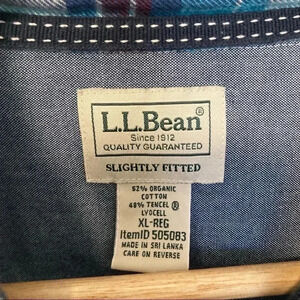 L.L.Bean®
Since 1912
QUALITY GUARANTEED
SLIGHTLY FITTED
52% ORGANIC
COTTON
48% TENCEL®
LYOCELL
XL-REG
ItemID 505083
MADE IN SRI LANKA
CARE ON REVERSE